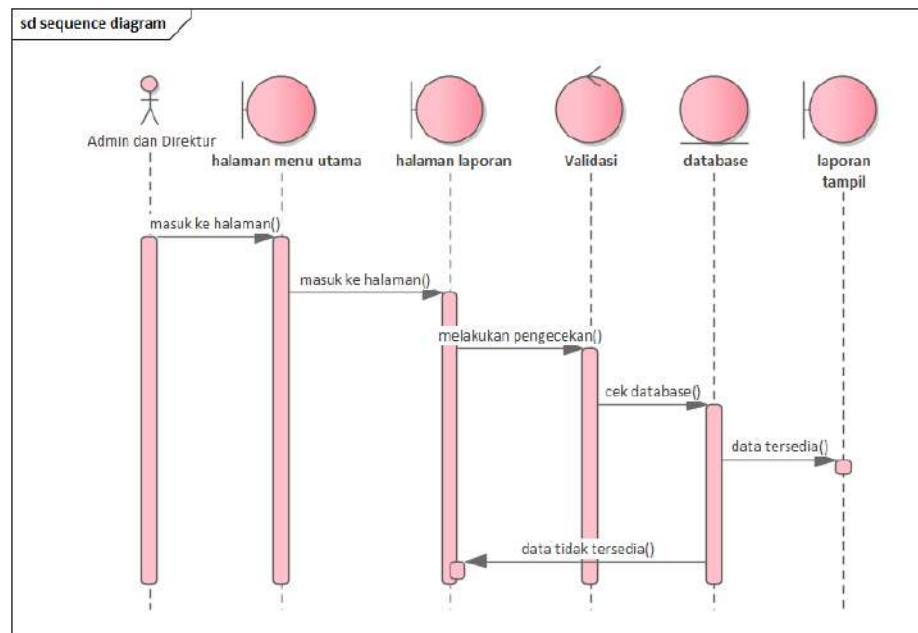 sd sequence diagram
Admin dan Direktur
halaman menu utama
halaman laporan
Validasi
database
laporan
tampil
masuk ke halaman()
masuk ke halaman()
melakukan pengecekan()
cek database()
data tersedia()
data tidak tersedia()